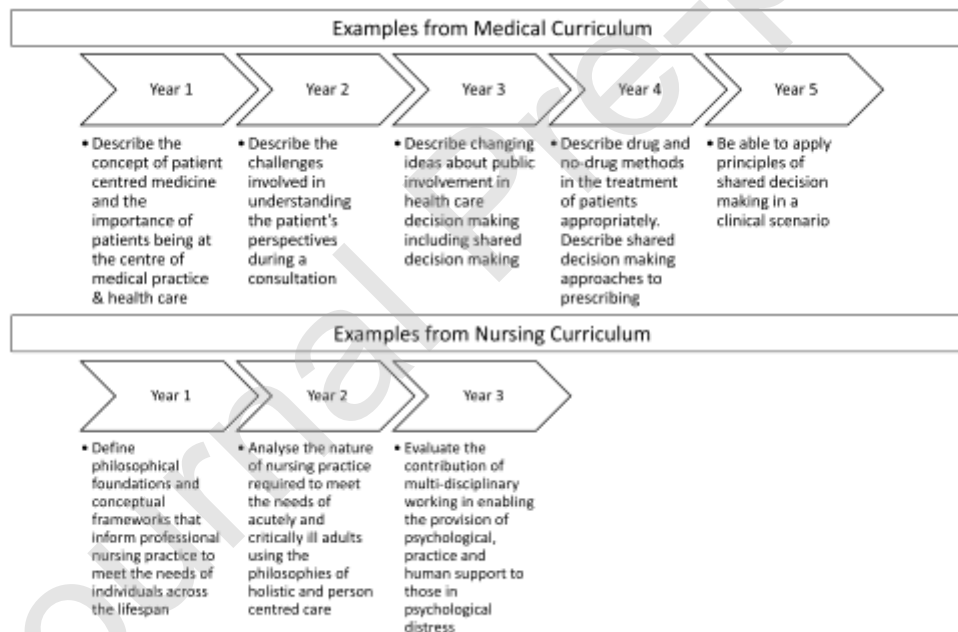 Examples from Medical Curriculum
Year 1
Year 2
Year 3
Year 4
Year 5
• Describe the
concept of patient
centred medicine
and the
importance of
patients being at
the centre of
medical practice
& health care
• Describe the
challenges
involved in
understanding
the patient's
perspectives
during a
consultation
• Describe changing
ideas about public
involvement in
health care
decision making
including shared
decision making
• Describe drug and
no-drug methods
in the treatment
of patients
appropriately.
Describe shared
decision making
approaches to
prescribing
• Be able to apply
principles of
shared decision
making in a
clinical scenario
Examples from Nursing Curriculum
Year 1
Year 2
Year 3
• Define
philosophical
foundations and
conceptual
frameworks that
inform professional
nursing practice to
meet the needs of
individuals across
the lifespan
• Analyse the nature
of nursing practice
required to meet
the needs of
acutely and
critically ill adults
using the
philosophies of
holistic and person
centred care
• Evaluate the
contribution of
multi-disciplinary
working in enabling
the provision of
psychological,
practice and
human support to
those in
psychological
distress
ournal Pre-p